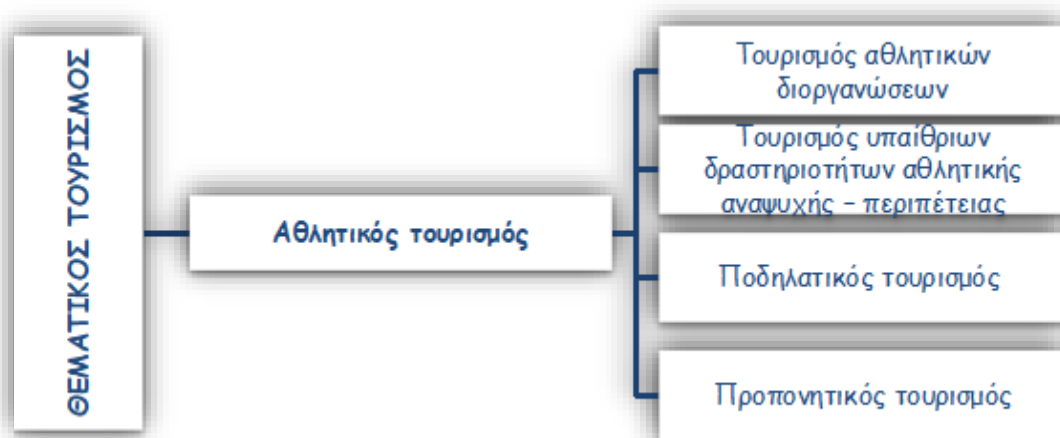 ΘΕΜΑΤΙΚΟΣ ΤΟΥΡΙΣΜΟΣ
Αθλητικός τουρισμός
Τουρισμός αθλητικών
διοργανώσεων
Τουρισμός υπαίθριων
δραστηριοτήτων αθλητικής
αναψυχής – περιπέτειας
Ποδηλατικός τουρισμός
Προπονητικός τουρισμός